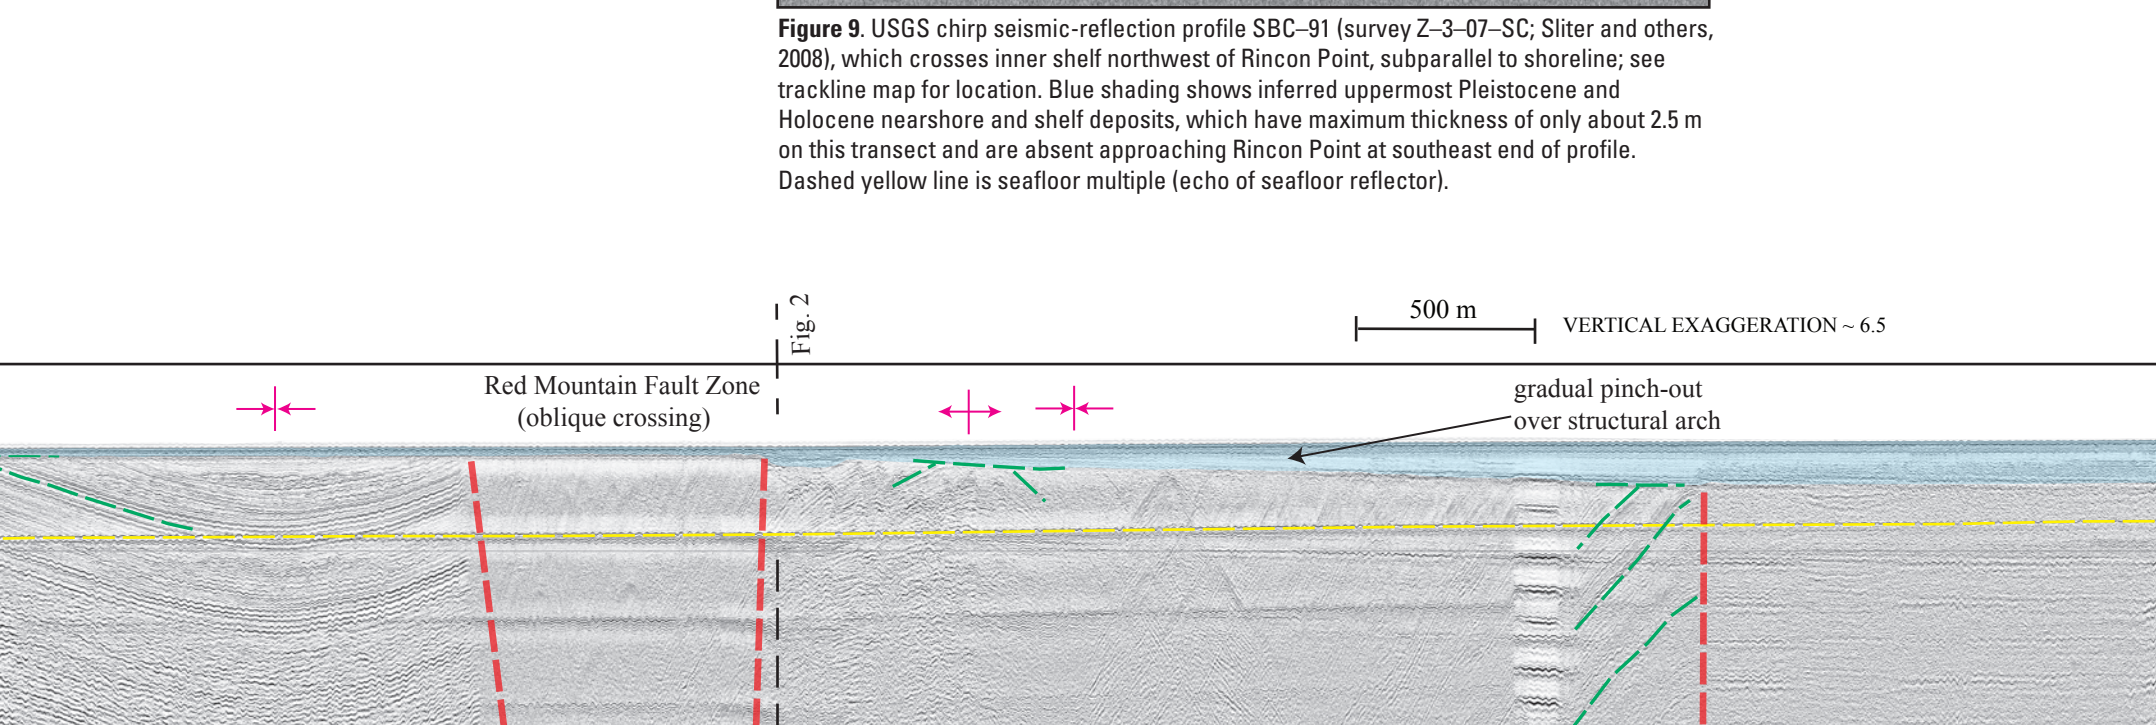 Figure 9. USGS chirp seismic-reflection profile SBC–91 (survey Z–3–07–SC; Sliter and others,
2008), which crosses inner shelf northwest of Rincon Point, subparallel to shoreline; see
trackline map for location. Blue shading shows inferred uppermost Pleistocene and
Holocene nearshore and shelf deposits, which have maximum thickness of only about 2.5 m
on this transect and are absent approaching Rincon Point at southeast end of profile.
Dashed yellow line is seafloor multiple (echo of seafloor reflector).
Fig. 2
500 m
VERTICAL EXAGGERATION ~ 6.5
Red Mountain Fault Zone
(oblique crossing)
gradual pinch-out
over structural arch